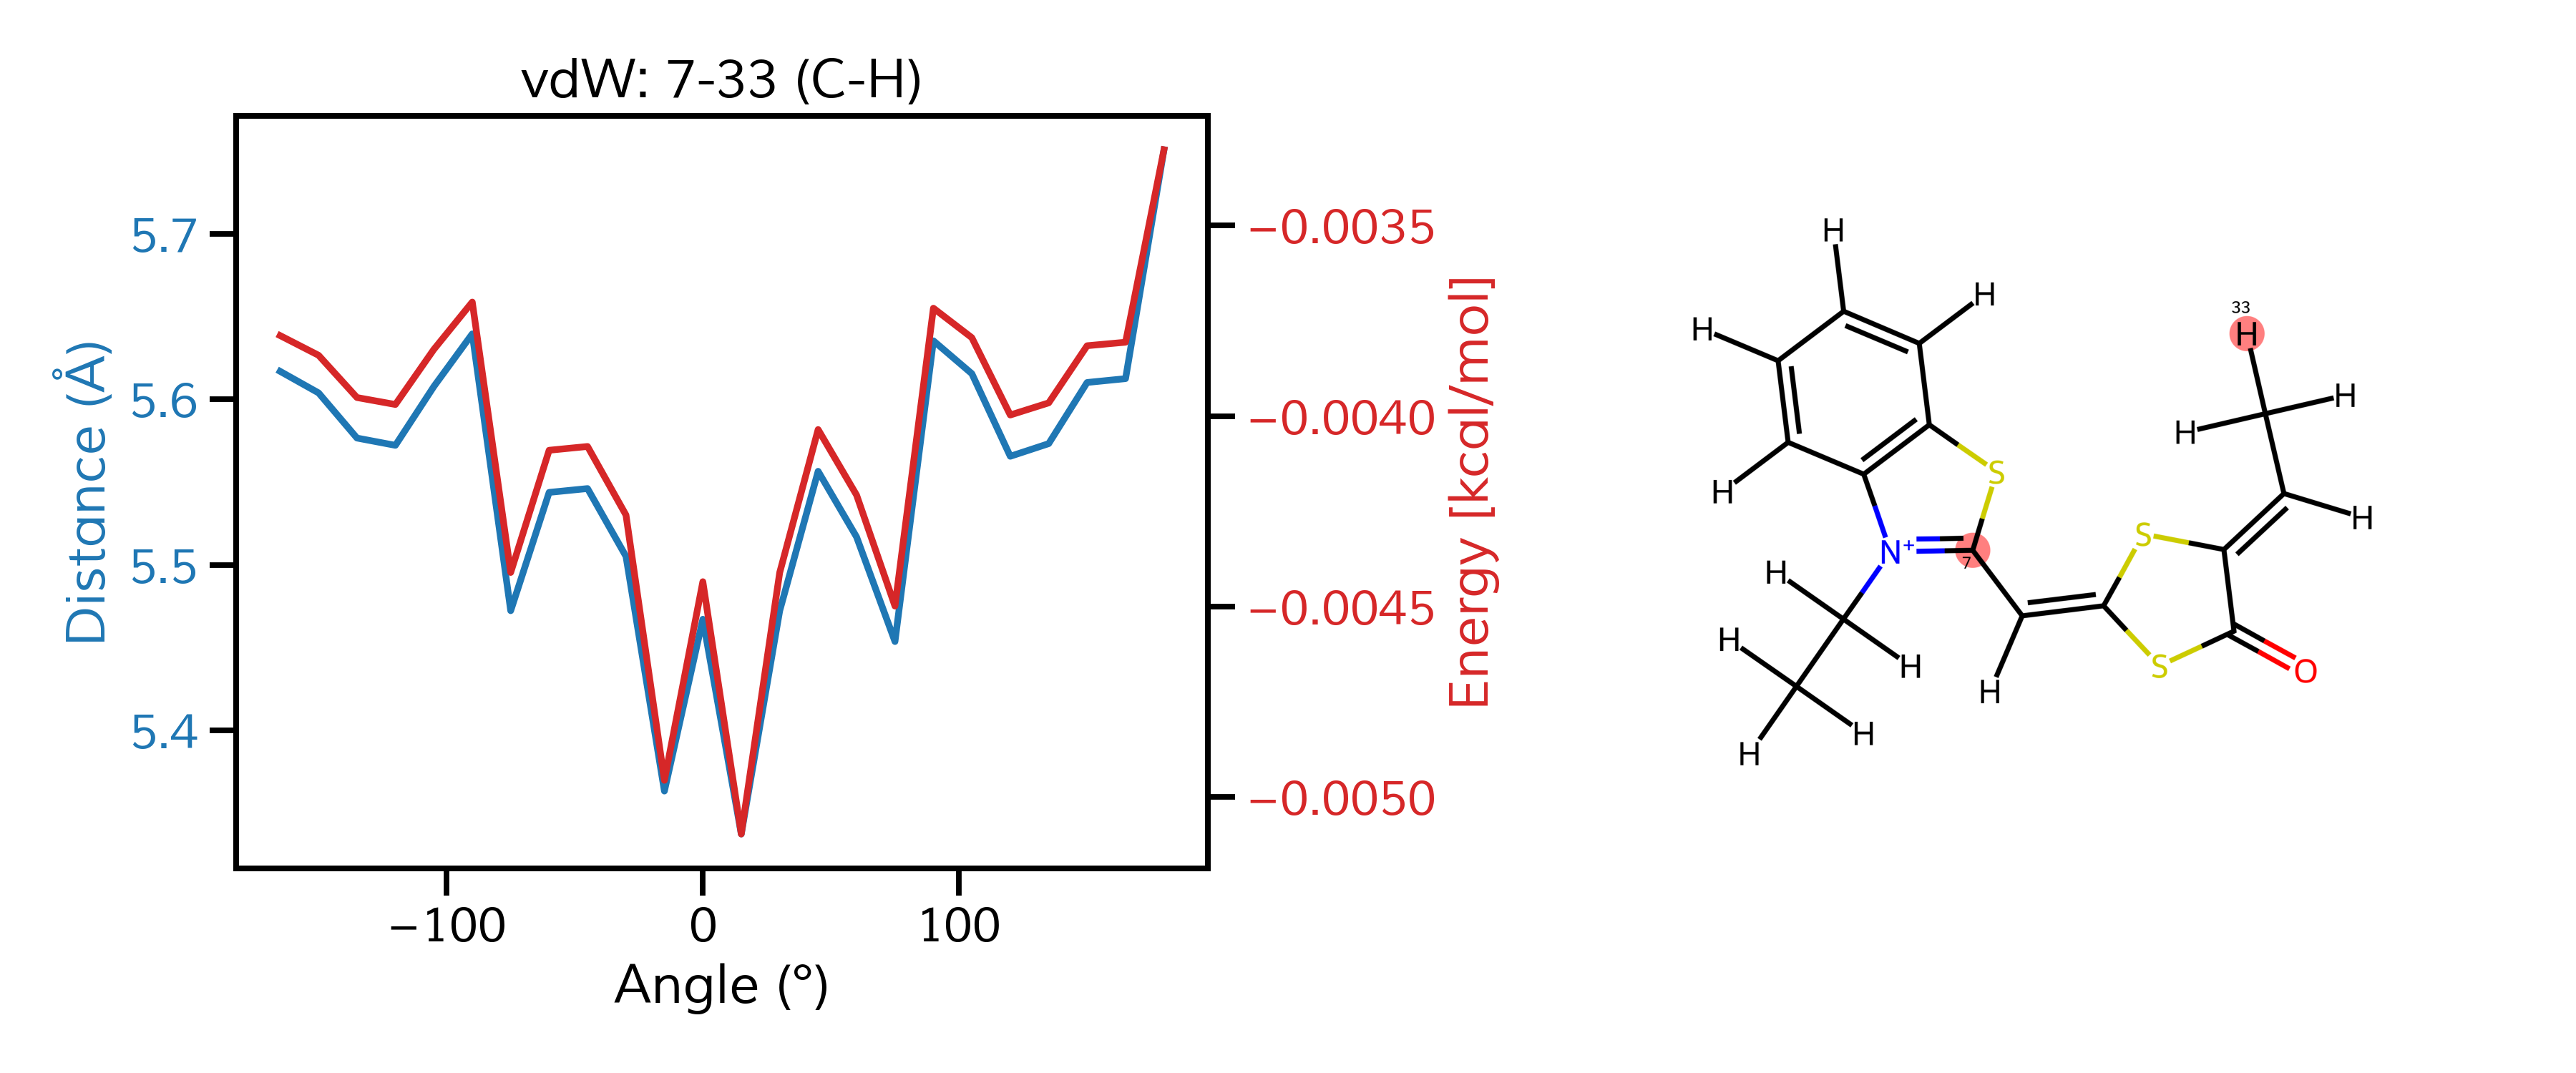 vdW: 7-33 (C-H)
Distance (Å)
5.7
5.6
5.5
5.4
−100
0
100
Angle (°)
−0.0035
−0.0040
−0.0045
−0.0050
Energy [kcal/mol]
H
H
H
33
H
H
H
H
S
H
H
S
N+
7
H
H
H
S
O
H
H
H